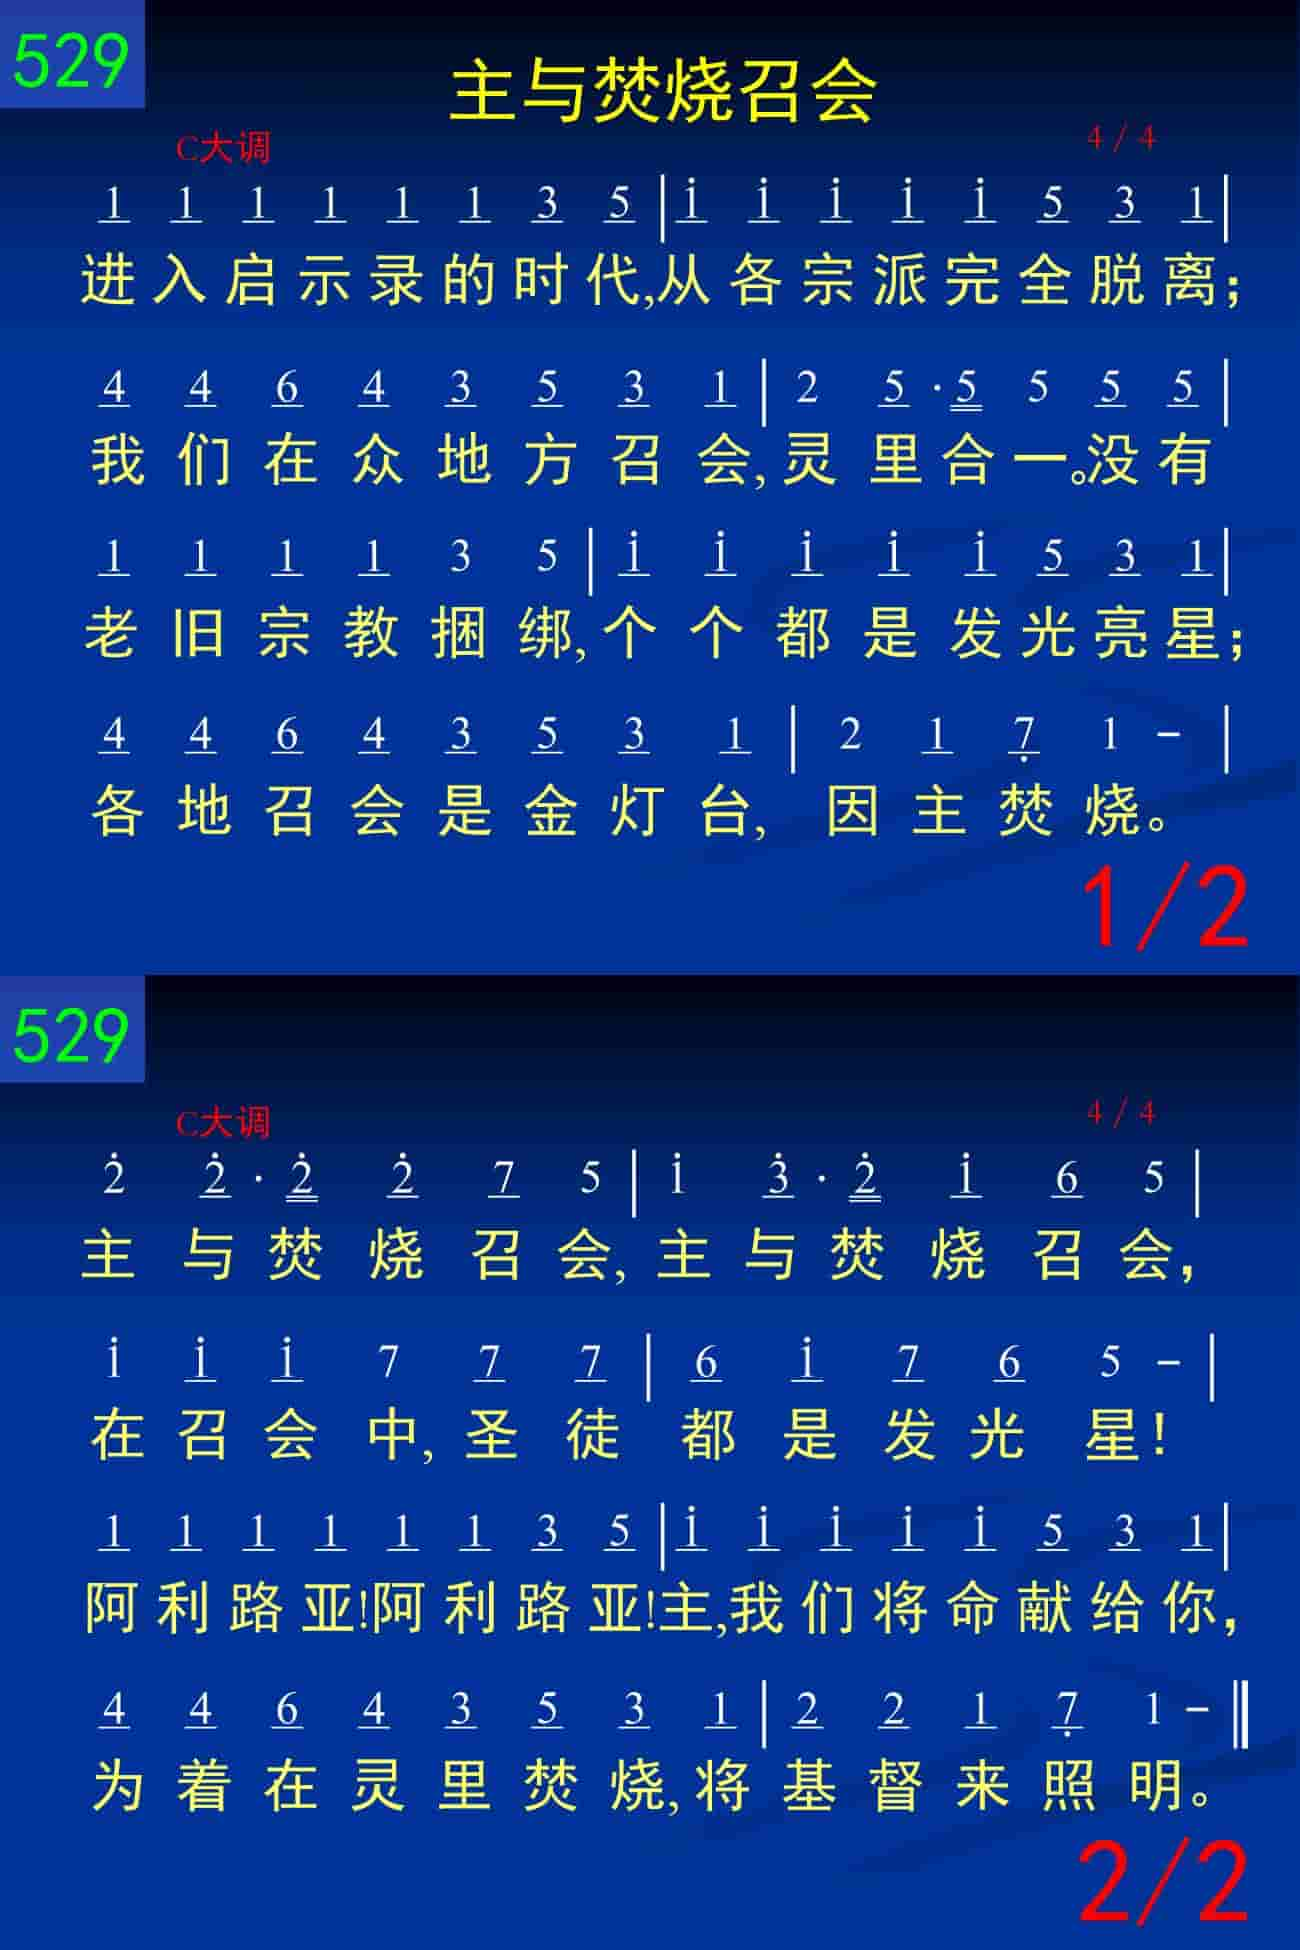 529
主与焚烧召会
C大调 4/4
1 1 1 1 1 1 3 5 | i i i i i 5 3 1 |
进入启示录的时代,从各宗派完全脱离；
4 4 6 4 3 5 3 1 | 2 5 · 5 5 5 5 |
我们在众地方召会,灵里合一。没有
1 1 1 1 3 5 | i i i i i 5 3 1 |
老旧宗教捆绑,个个都是发光亮星；
4 4 6 4 3 5 3 1 | 2 1 7 1 - |
各地召会是金灯台,因主焚烧。
1/2
529
C大调 4/4
2 2 · 2 2 7 5 | i 3 · 2 i 6 5 |
主与焚烧召会,主与焚烧召会，
i i i 7 7 7 | 6 i 7 6 5 - |
在召会中,圣徒都是发光星！
1 1 1 1 1 1 3 5 | i i i i i 5 3 1 |
阿利路亚!阿利路亚!主,我们将命献给你，
4 4 6 4 3 5 3 1 | 2 2 1 7 1 - ‖
为着在灵里焚烧,将基督来照明。
2/2